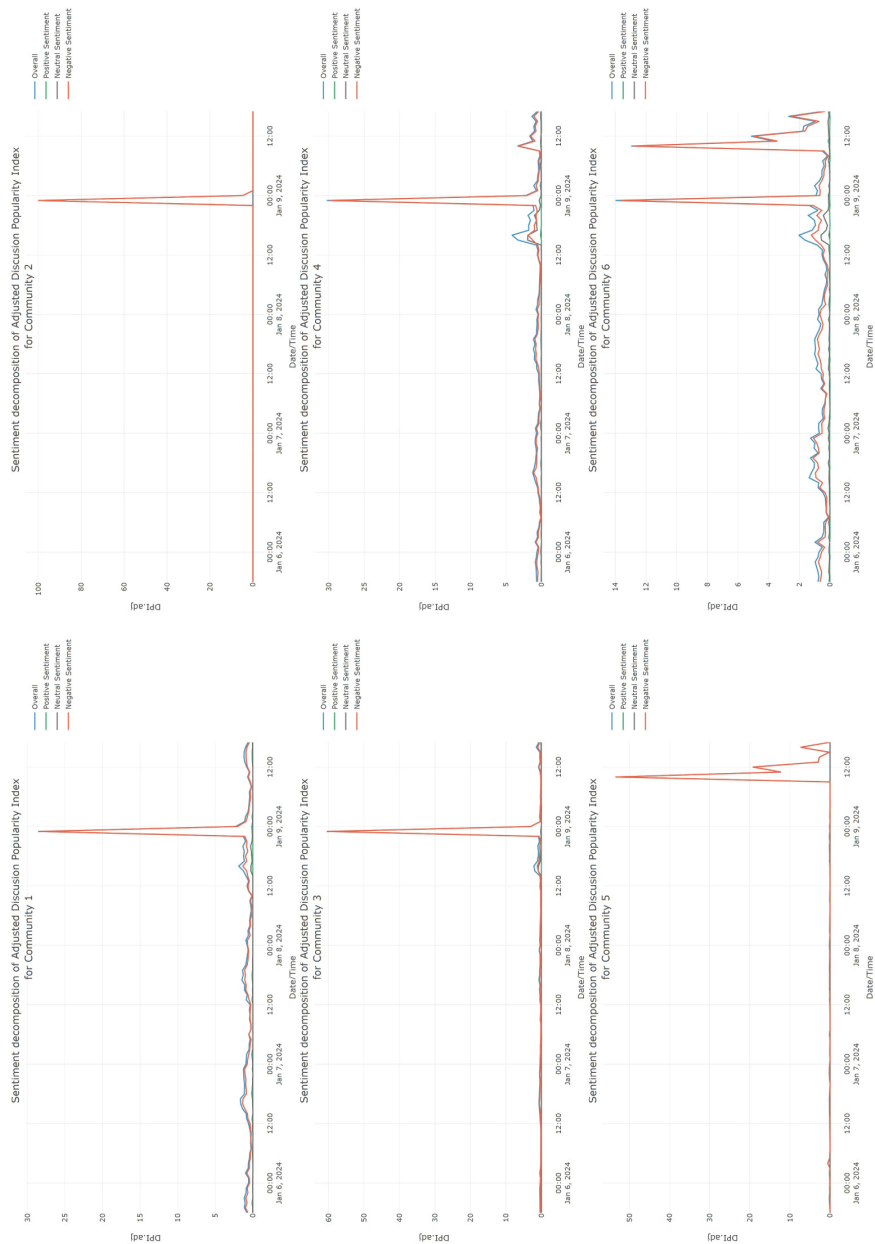 Sentiment decomposition of Adjusted Discusion Popularity Index
for Community 1
30
25
20
15
10
5
0
DPI.adj
00:00 12:00 00:00 12:00 00:00 12:00 00:00 12:00
Jan 6, 2024 Jan 7, 2024 Jan 8, 2024 Jan 9, 2024
Date/Time
Overall
Positive Sentiment
Neutral Sentiment
Negative Sentiment
Sentiment decomposition of Adjusted Discusion Popularity Index
for Community 2
100
80
60
40
20
0
DPI.adj
00:00 12:00 00:00 12:00 00:00 12:00 00:00 12:00
Jan 6, 2024 Jan 7, 2024 Jan 8, 2024 Jan 9, 2024
Date/Time
Overall
Positive Sentiment
Neutral Sentiment
Negative Sentiment
Sentiment decomposition of Adjusted Discusion Popularity Index
for Community 3
60
50
40
30
20
10
0
DPI.adj
00:00 12:00 00:00 12:00 00:00 12:00 00:00 12:00
Jan 6, 2024 Jan 7, 2024 Jan 8, 2024 Jan 9, 2024
Date/Time
Overall
Positive Sentiment
Neutral Sentiment
Negative Sentiment
Sentiment decomposition of Adjusted Discusion Popularity Index
for Community 4
30
25
20
15
10
5
0
DPI.adj
00:00 12:00 00:00 12:00 00:00 12:00 00:00 12:00
Jan 6, 2024 Jan 7, 2024 Jan 8, 2024 Jan 9, 2024
Date/Time
Overall
Positive Sentiment
Neutral Sentiment
Negative Sentiment
Sentiment decomposition of Adjusted Discusion Popularity Index
for Community 5
50
40
30
20
10
0
DPI.adj
00:00 12:00 00:00 12:00 00:00 12:00 00:00 12:00
Jan 6, 2024 Jan 7, 2024 Jan 8, 2024 Jan 9, 2024
Date/Time
Overall
Positive Sentiment
Neutral Sentiment
Negative Sentiment
Sentiment decomposition of Adjusted Discusion Popularity Index
for Community 6
14
12
10
8
6
4
2
0
DPI.adj
00:00 12:00 00:00 12:00 00:00 12:00 00:00 12:00
Jan 6, 2024 Jan 7, 2024 Jan 8, 2024 Jan 9, 2024
Date/Time
Overall
Positive Sentiment
Neutral Sentiment
Negative Sentiment